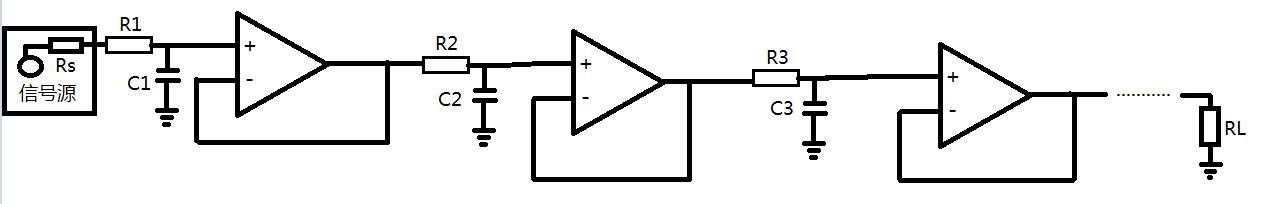 R1
Rs
信号源
C1
+
-
R2
C2
+
-
R3
C3
+
-
...........
RL